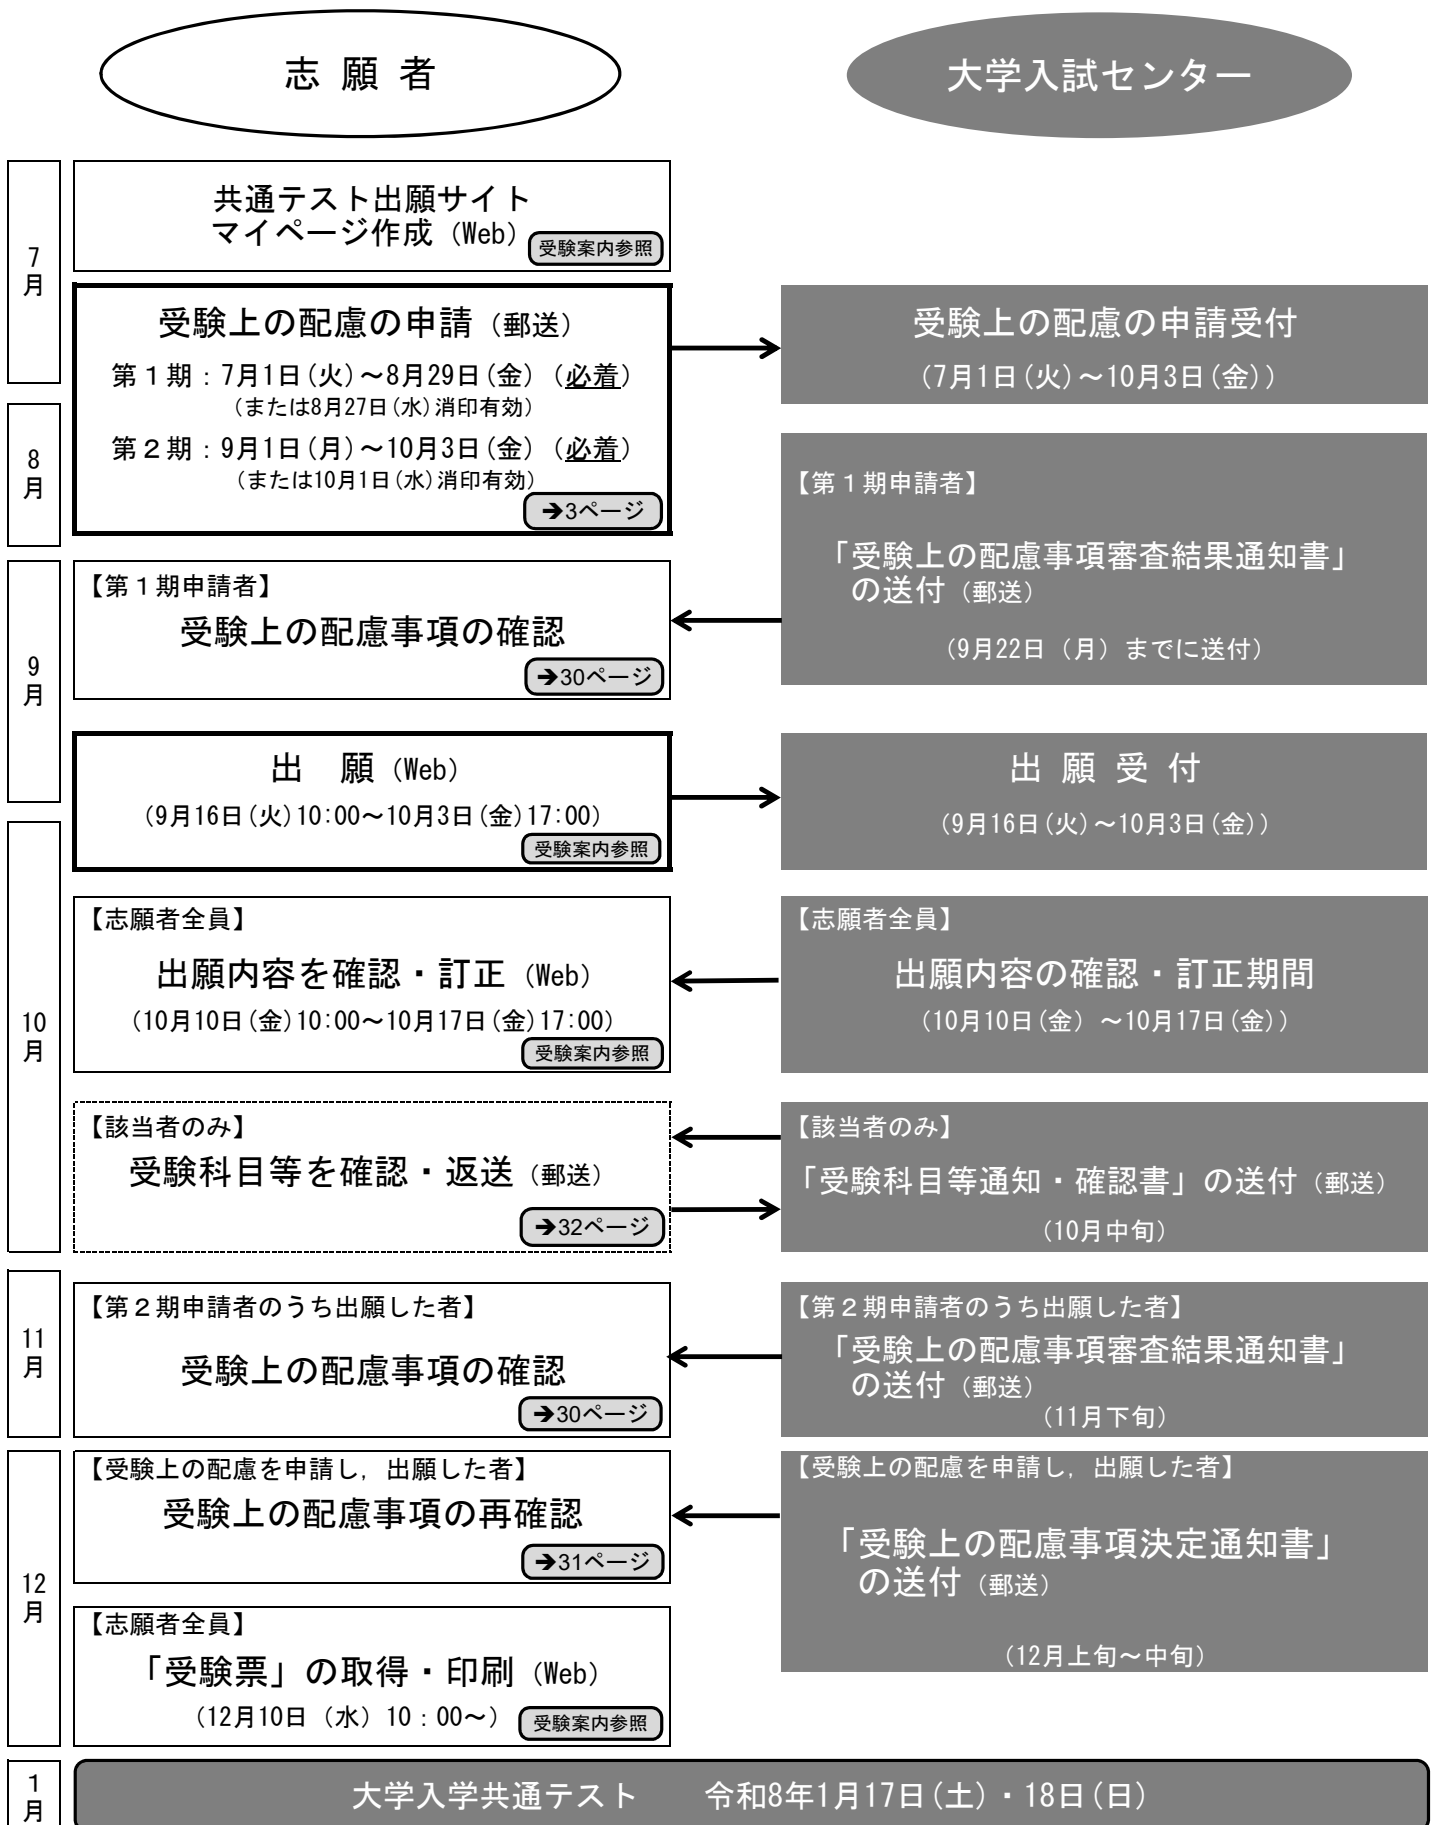 志 願 者
大学入試センター
7
月
共通テスト出願サイト
マイページ作成（Web）
受験案内参照
受験上の配慮の申請（郵送）
第１期：7月1日(火)～8月29日(金)（必着）
（または8月27日(水)消印有効）
第２期：9月1日(月)～10月3日(金)（必着）
（または10月1日(水)消印有効）
➔3ページ
受験上の配慮の申請受付
（7月1日(火)～10月3日(金)）
8
月
【第１期申請者】
「受験上の配慮事項審査結果通知書」
の送付（郵送）
（9月22日（月）までに送付）
9
月
【第１期申請者】
受験上の配慮事項の確認
➔30ページ
出　願（Web）
（9月16日(火)10:00～10月3日(金)17:00）
受験案内参照
出 願 受 付
（9月16日(火)～10月3日(金)）
10
月
【志願者全員】
出願内容を確認・訂正（Web）
（10月10日(金)10:00～10月17日(金)17:00）
受験案内参照
【志願者全員】
出願内容の確認・訂正期間
（10月10日(金）～10月17日(金)）
【該当者のみ】
受験科目等を確認・返送（郵送）
➔32ページ
【該当者のみ】
「受験科目等通知・確認書」の送付（郵送）
（10月中旬）
11
月
【第２期申請者のうち出願した者】
受験上の配慮事項の確認
➔30ページ
【第２期申請者のうち出願した者】
「受験上の配慮事項審査結果通知書」
の送付（郵送）
（11月下旬）
12
月
【受験上の配慮を申請し，出願した者】
受験上の配慮事項の再確認
➔31ページ
【受験上の配慮を申請し，出願した者】
「受験上の配慮事項決定通知書」
の送付（郵送）
（12月上旬～中旬）
【志願者全員】
「受験票」の取得・印刷（Web）
（12月10日（水）10：00～）
受験案内参照
1
月
大学入学共通テスト　　令和8年1月17日(土)・18日(日)